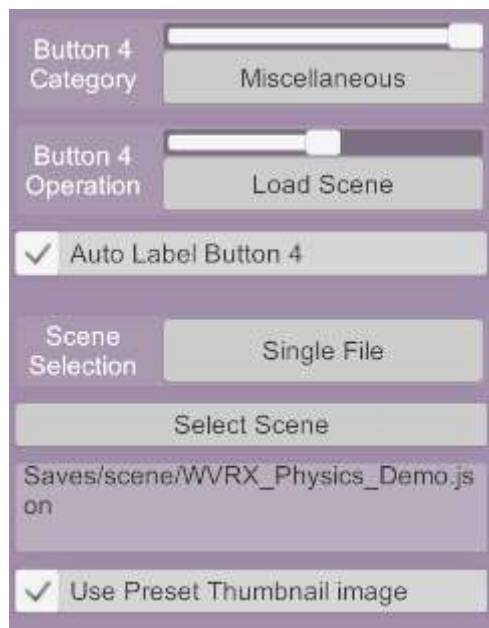 Button 4
Category
Miscellaneous
Button 4
Operation
Load Scene
Auto Label Button 4
Scene
Selection
Single File
Select Scene
Saves/scene/WVRX_Physics_Demo.js
on
Use Preset Thumbnail image